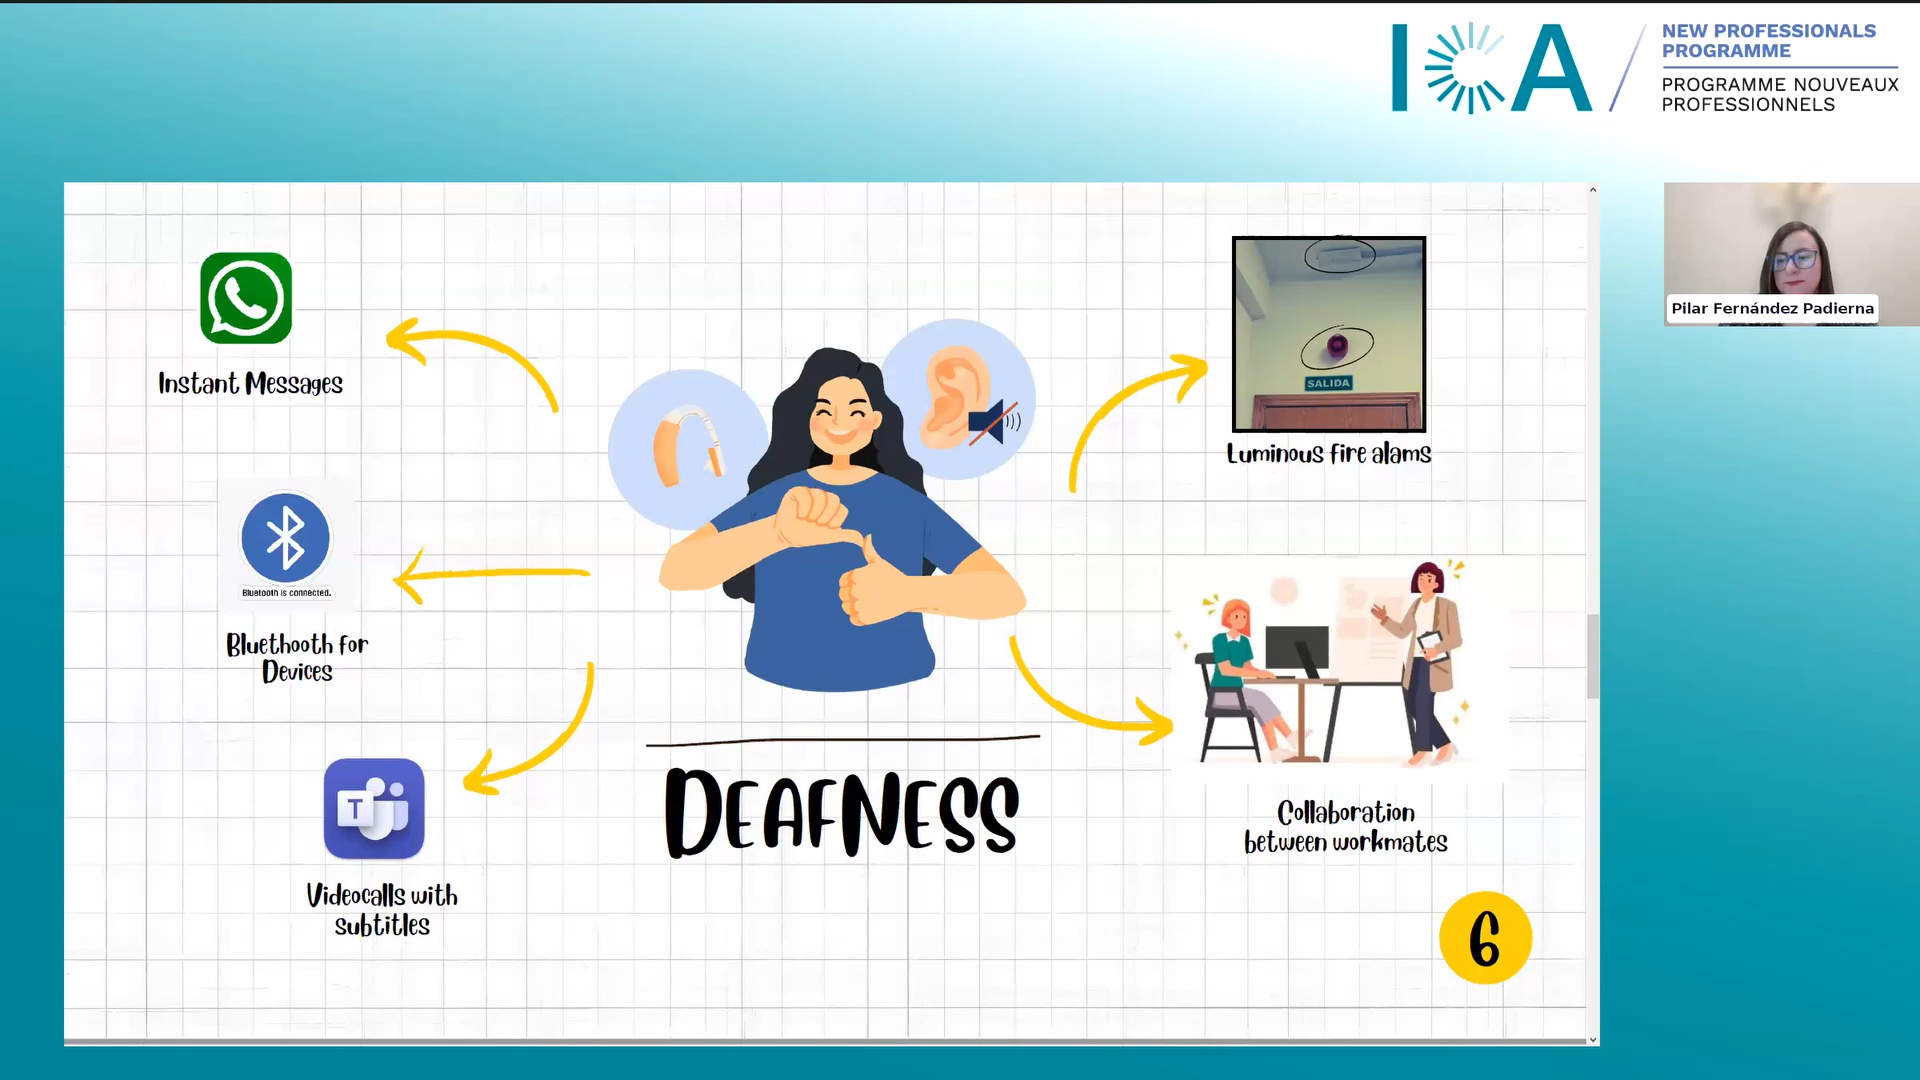 ICA
NEW PROFESSIONALS
PROGRAMME
PROGRAMME NOUVEAUX
PROFESSIONNELS
Pilar Fernández Padierna
Instant Messages
SALIDA
Luminous fire alams
Bluetooth is connected.
Bluethooth for
Devices
T
Videocalls with
subtitles
DEAFNESS
Collaboration
between workmates
6